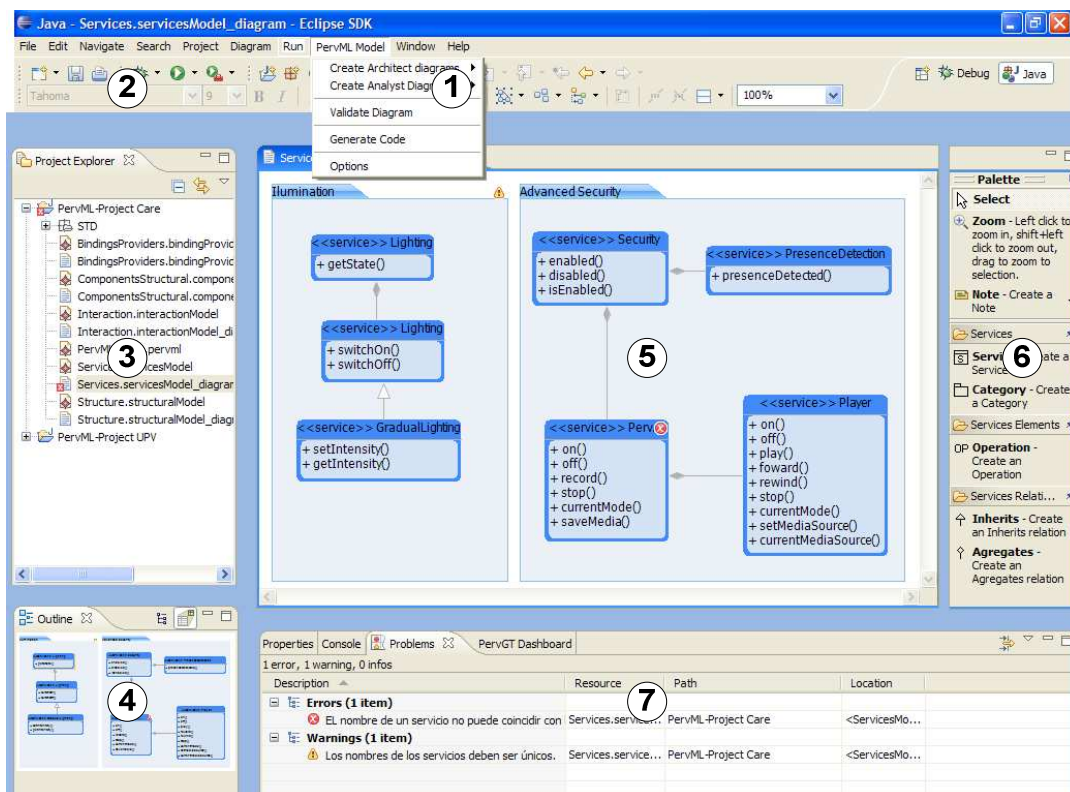 Java - Services.servicesModel_diagram - Eclipse SDK
File Edit Navigate Search Project Diagram Run PervML Model Window Help
Create Architect diagrams
Create Analyst
Validate Diagram
Generate Code
Options
1
2
Tahoma
9
B I
100%
Debug
Java
Project Explorer
PervML-Project Care
STD
BindingsProviders.bindingProvic
BindingsProviders.bindingProvic
ComponentsStructural.compone
ComponentsStructural.compone
Interaction.interactionModel
Interaction.interactionModel_di
pervml
Services.servicesModel_diagrar
Structure.structuralModel
Structure.structuralModel_diag
PervML-Project UPV
3
Ilumination
<<service>> Lighting
+ getState()
<<service>> Lighting
+ switchOn()
+ switchOff()
<<service>> GradualLighting
+ setIntensity()
+ getIntensity()
Advanced Security
<<service>> Security
+ enabled()
+ disabled()
+ isEnabled()
<<service>> PresenceDetection
+ presenceDetected()
5
<<service>> Perv
+ on()
+ off()
+ record()
+ stop()
+ currentMode()
+ saveMedia()
<<service>> Player
+ on()
+ off()
+ play()
+ foward()
+ rewind()
+ stop()
+ currentMode()
+ setMediaSource()
+ currentMediaSource()
Palette
Select
Zoom - Left click to
zoom in, shift+left
click to zoom out,
drag to zoom to
selection.
Note - Create a
Note
Services
6
Category - Create
a Category
Services Elements
OP Operation -
Create an
Operation
Services Relati...
Inherits - Create
an Inherits relation
Agregates -
Create an
Agregates relation
Outline
4
Properties Console Problems PervGT Dashboard
1 error, 1 warning, 0 infos
Description Resource Path Location
7
Errors (1 item)
EL nombre de un servicio no puede coincidir con Services.servic... PervML-Project Care <ServicesMo...
Warnings (1 item)
Los nombres de los servicios deben ser únicos. Services.service... PervML-Project Care <ServicesMo...